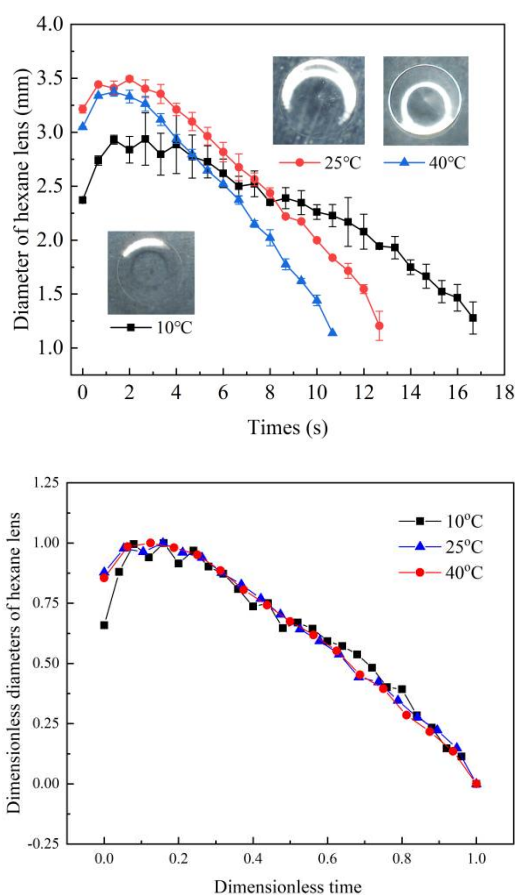 Diameter of hexane lens (mm)
4.0
3.5
3.0
2.5
2.0
1.5
1.0
25°C
40°C
10°C
0 2 4 6 8 10 12 14 16 18
Times (s)
Dimensionless diameters of hexane lens
1.25
1.00
0.75
0.50
0.25
0.00
-0.25
10°C
25°C
40°C
0.0 0.2 0.4 0.6 0.8 1.0
Dimensionless time